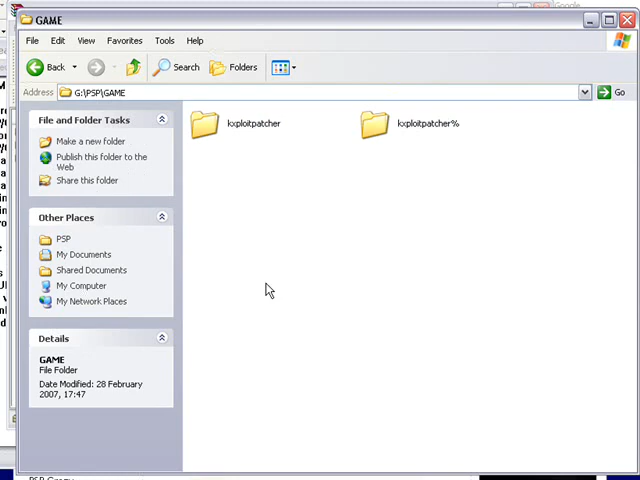 GAME
File Edit View Favorites Tools Help
Back Search Folders
Address G:\PSP\GAME Go
File and Folder Tasks
Make a new folder
Publish this folder to the
Web
Share this folder
Other Places
PSP
My Documents
Shared Documents
My Computer
My Network Places
Details
GAME
File Folder
Date Modified: 28 February
2007, 17:47
kxploitpatcher
kxploitpatcher%